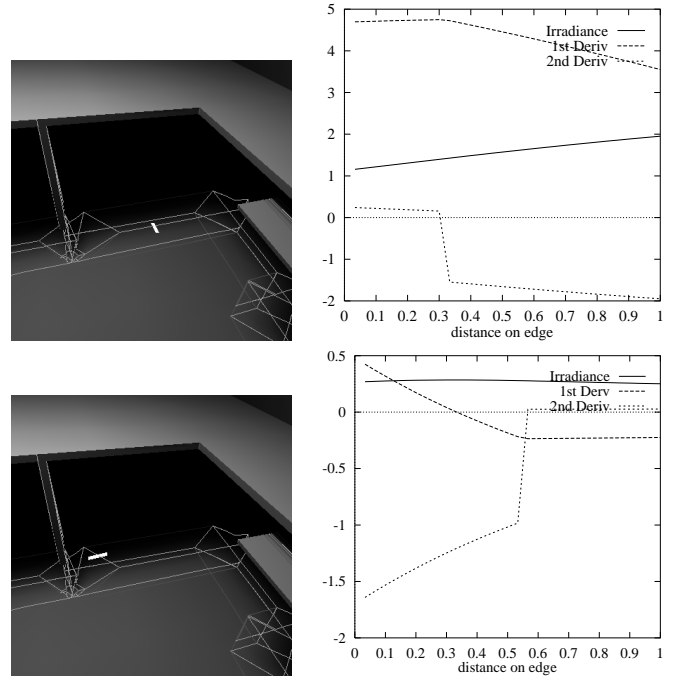 5
4
3
2
1
0
-1
-2
Irradiance
1st Deriv
2nd Deriv
0 0.1 0.2 0.3 0.4 0.5 0.6 0.7 0.8 0.9 1
distance on edge
0.5
0
-0.5
-1
-1.5
-2
Irradiance
1st Derv
2nd Deriv
0 0.1 0.2 0.3 0.4 0.5 0.6 0.7 0.8 0.9 1
distance on edge